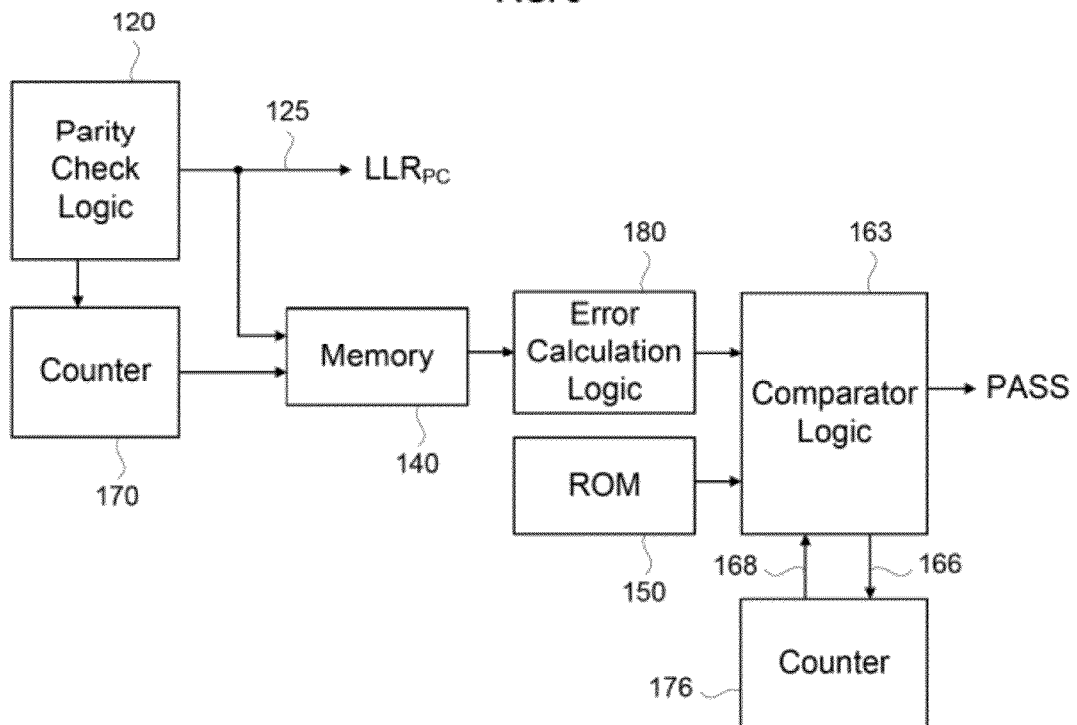 120
Parity
Check
Logic
125
LLRPC
180
163
Error
Calculation
Logic
Counter
Memory
Comparator
Logic
PASS
170
140
ROM
150
168
166
Counter
176